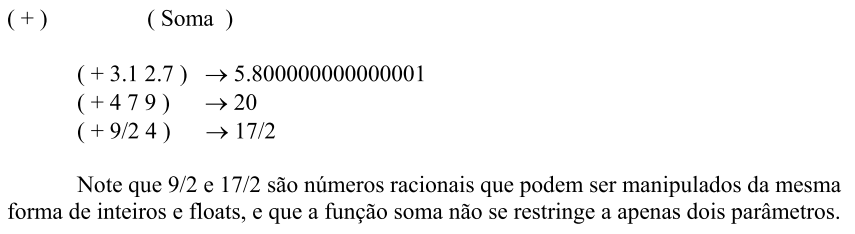 ( + ) ( Soma )
( + 3.1 2.7 ) → 5.800000000000001
( + 4 7 9 ) → 20
( + 9/2 4 ) → 17/2
Note que 9/2 e 17/2 são números racionais que podem ser manipulados da mesma
forma de inteiros e floats, e que a função soma não se restringe a apenas dois parâmetros.